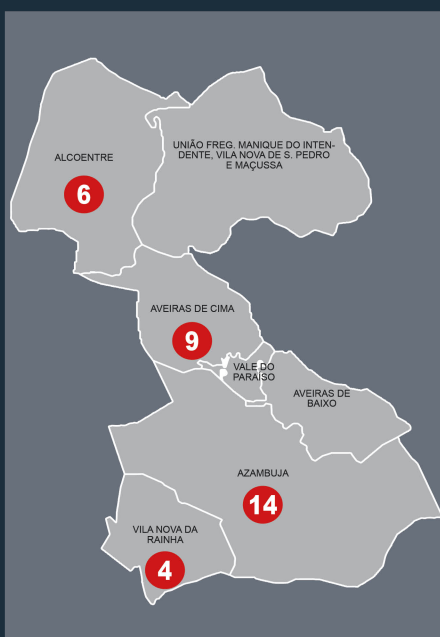 UNIÃO FREG. MANIQUE DO INTEN-
DENTE, VILA NOVA DE S. PEDRO
E MAÇUSSA
ALCOENTRE
6
AVEIRAS DE CIMA
9
VALE DO
PARAÍSO
AVEIRAS DE
BAIXO
AZAMBUJA
14
VILA NOVA DA
RAINHA
4